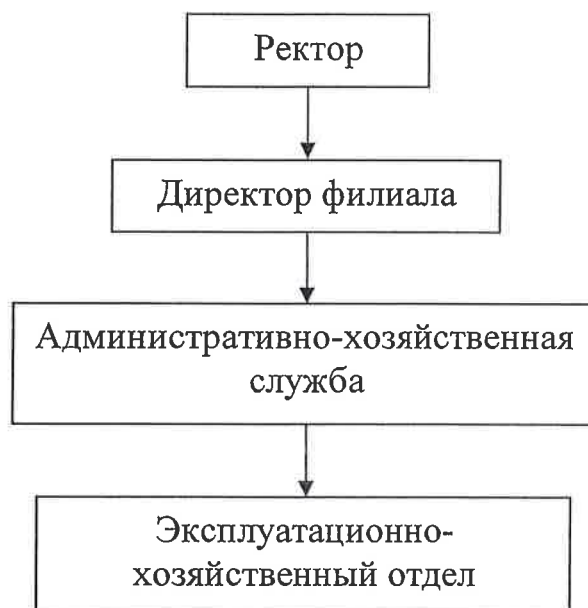 Ректор
Директор филиала
Административно-хозяйственная
служба
Эксплуатационно-
хозяйственный отдел